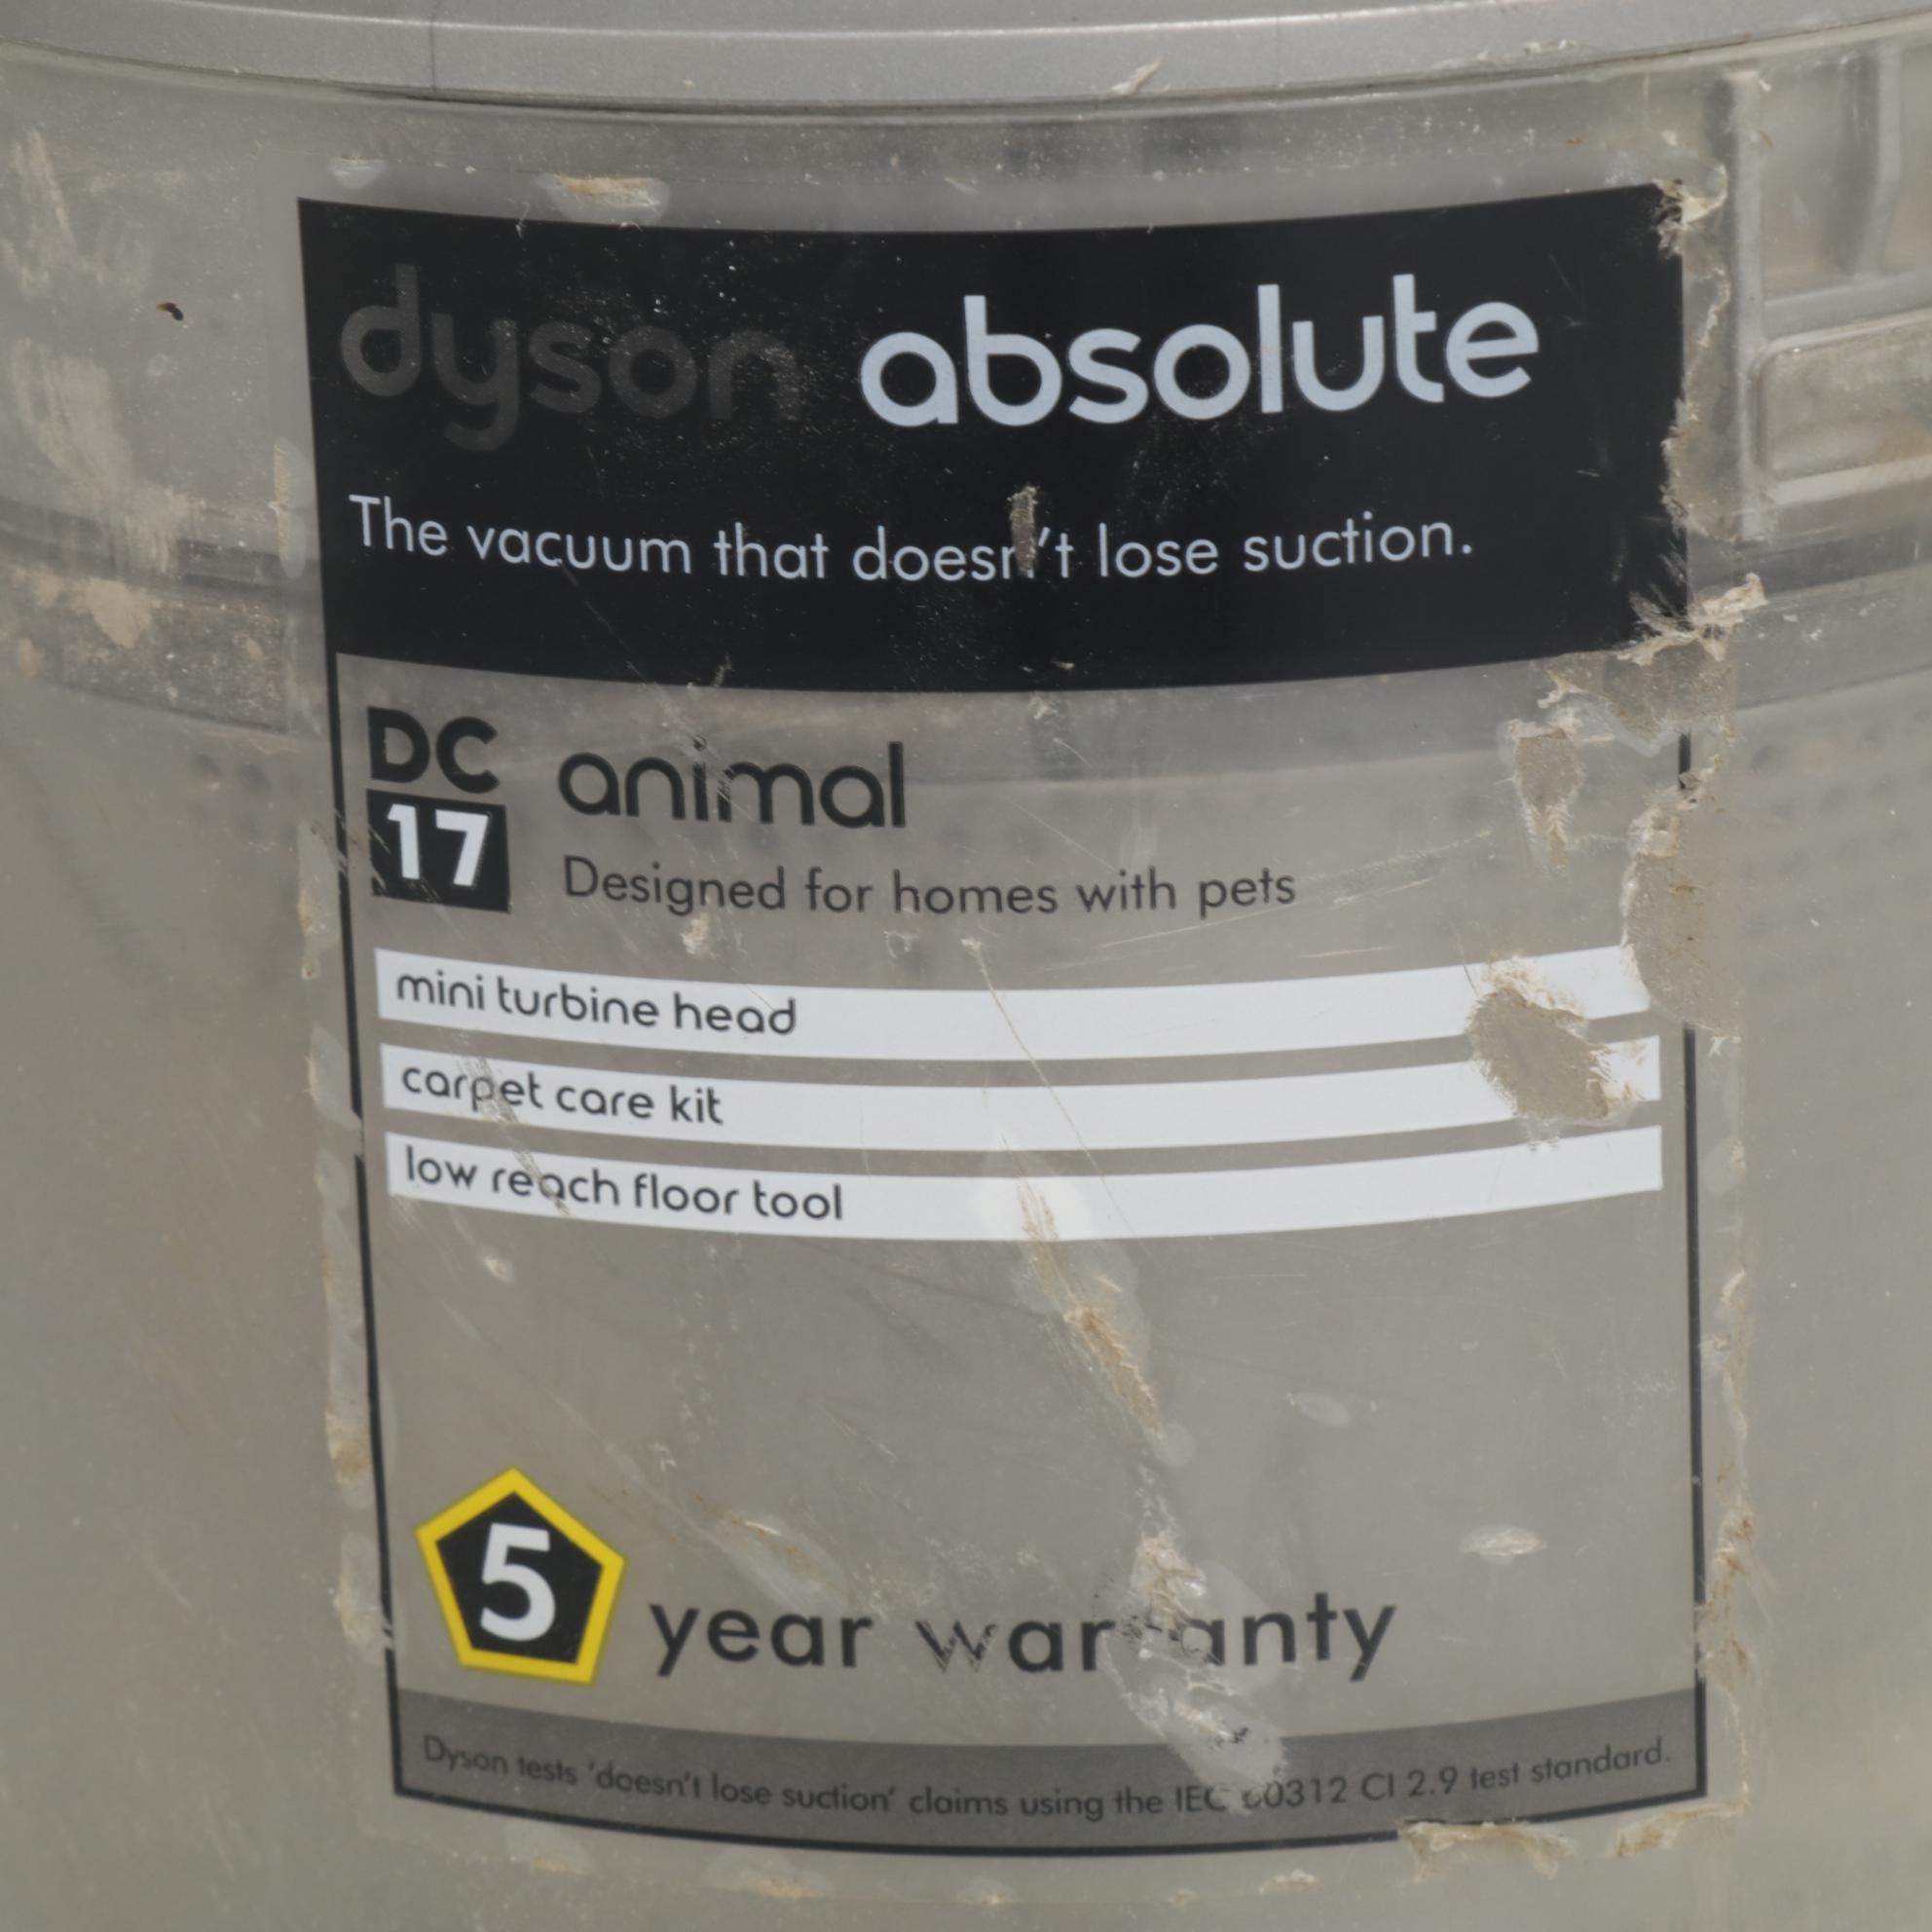 dyson absolute
The vacuum that doesn't lose suction.
DC
17
animal
Designed for homes with pets
mini turbine head
carpet care kit
low reach floor tool
5 year warranty
Dyson tests 'doesn't lose suction' claims using the IEC 60312 CI 2.9 test standard.